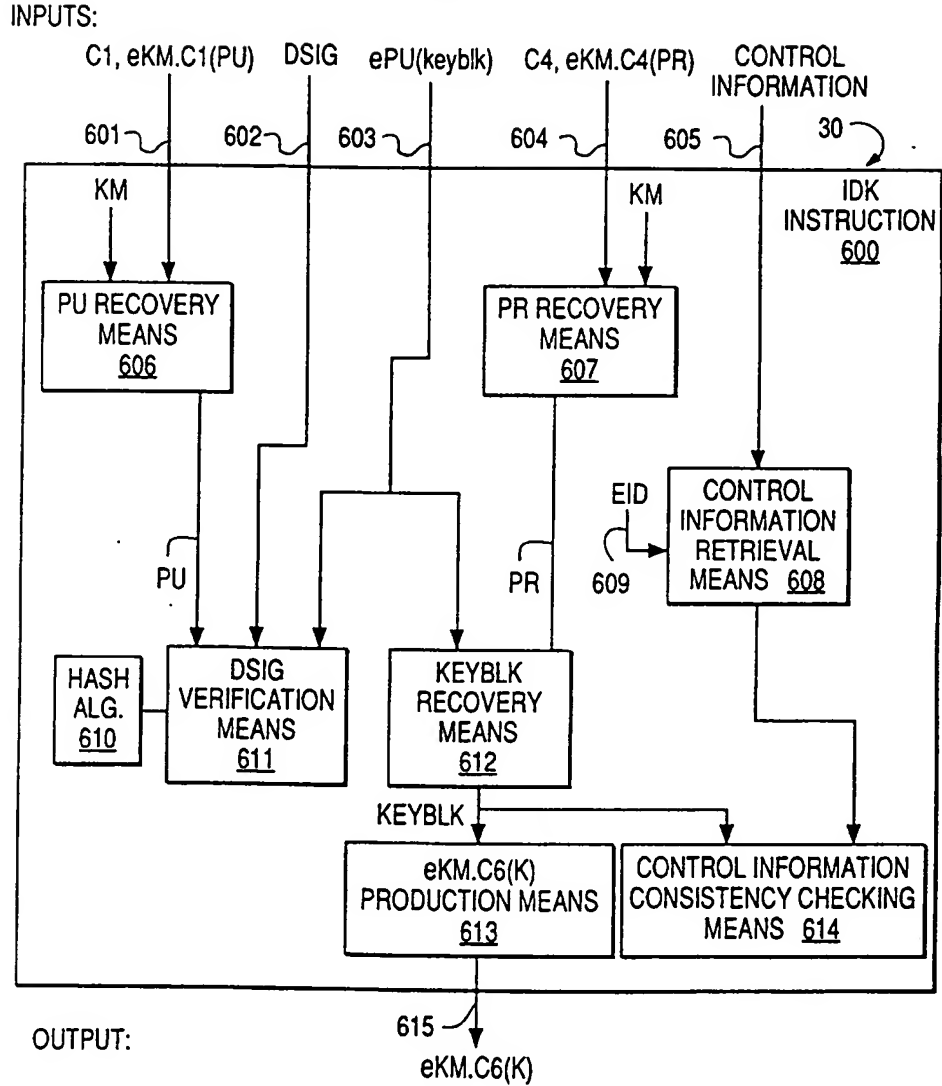 INPUTS:
C1, eKM.C1(PU)
DSIG
ePU(keyblk)
C4, eKM.C4(PR)
CONTROL
INFORMATION
601
602
603
604
605
30
KM
KM
IDK
INSTRUCTION
600
PU RECOVERY
MEANS
606
PR RECOVERY
MEANS
607
EID
609
CONTROL
INFORMATION
RETRIEVAL
MEANS 608
PU
PR
HASH
ALG.
610
DSIG
VERIFICATION
MEANS
611
KEYBLK
RECOVERY
MEANS
612
KEYBLK
eKM.C6(K)
PRODUCTION MEANS
613
CONTROL INFORMATION
CONSISTENCY CHECKING
MEANS 614
615
OUTPUT:
eKM.C6(K)